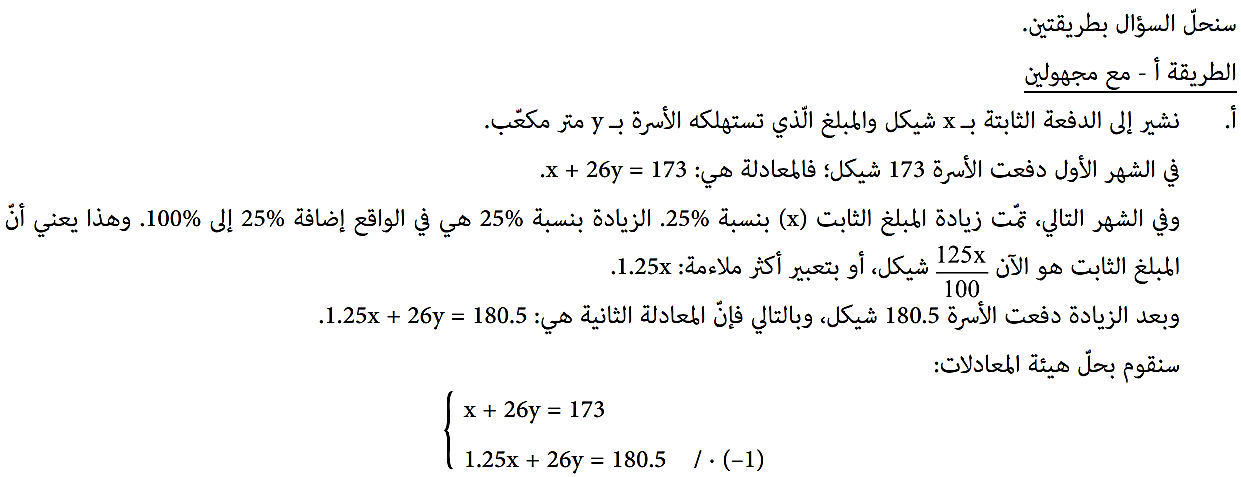 سنحلّ السؤال بطريقتين.
الطريقة أ - مع مجهولين
أ. نشير إلى الدفعة الثابتة بـ x شيكل والمبلغ الّذي تستهلكه الأسرة بـ y متر مكعّب.
في الشهر الأول دفعت الأسرة 173 شيكل؛ فالمعادلة هي: x + 26y = 173.
وفي الشهر التالي، تمّت زيادة المبلغ الثابت (x) بنسبة 25%. الزيادة بنسبة 25% هي في الواقع إضافة 25% إلى 100%. وهذا يعني أنّ
المبلغ الثابت هو الآن 125x/100 شيكل، أو بتعبير أكثر ملاءمة: 1.25x.
وبعد الزيادة دفعت الأسرة 180.5 شيكل، وبالتالي فإنّ المعادلة الثانية هي: 1.25x + 26y = 180.5.
سنقوم بحلّ هيئة المعادلات:
x + 26y = 173
1.25x + 26y = 180.5 / · (–1)